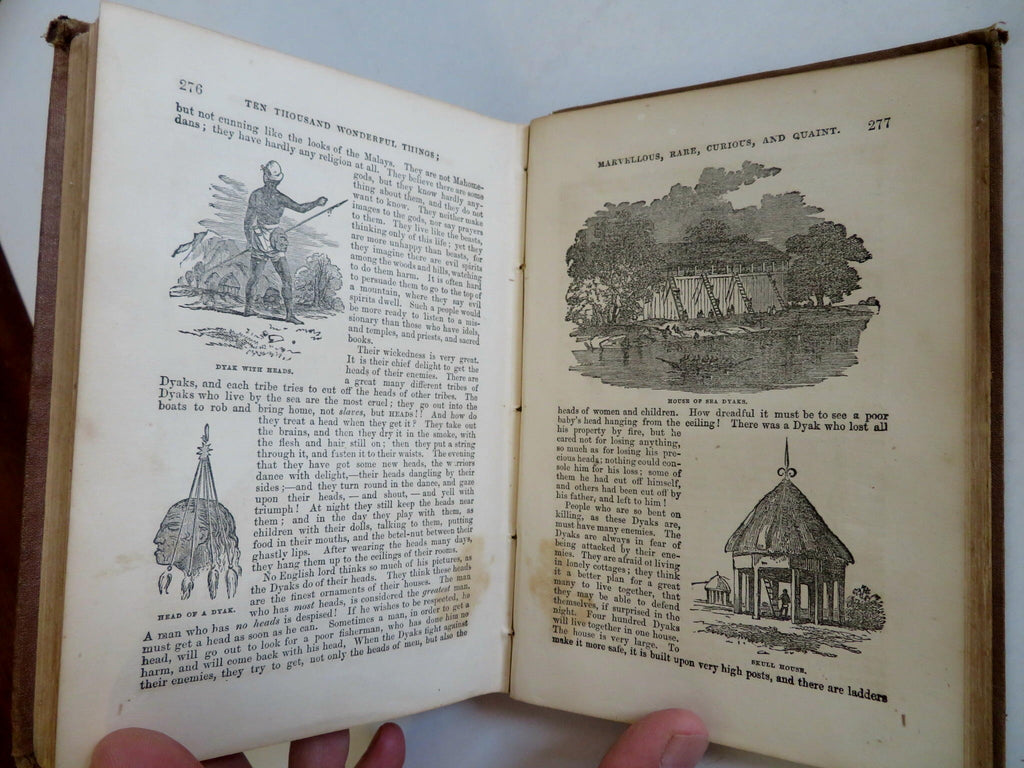 276
TEN THOUSAND WONDERFUL THINGS;
but not cunning like the looks of the Malays. They are not Mahome-
dans; they have hardly any religion at all. They believe there are some
gods, but they know hardly any-
thing about them, and they do not
want to know. They neither make
images to the gods, nor say prayers
to them. They live like the beasts,
thinking only of this life; yet they
are more unhappy than beasts, for
they imagine there are evil spirits
among the woods and hills, watching
to do them harm. It is often hard
to persuade them to go to the top of
a mountain, where they say evil
spirits dwell. Such a people would
be more ready to listen to a mis-
sionary than those who have idols,
and temples, and priests, and sacred
books.
Their wickedness is very great.
It is their chief delight to get the
heads of their enemies. There are
a great many different tribes of
DYAK WITH HEADS.
Dyaks, and each tribe tries to cut off the heads of other tribes. The
Dyaks who live by the sea are the most cruel; they go out into the
boats to rob and bring home, not slaves, but HEADS!! And how do
they treat a head when they get it? They take out
the brains, and then they dry it in the smoke, with
the flesh and hair still on; then they put a string
through it, and fasten it to their waists. The evening
that they have got some new heads, the warriors
dance with delight,—their heads dangling by their
sides;—and they turn round in the dance, and gaze
upon their heads,—and shout,—and yell with
triumph! At night they still keep the heads near
them; and in the day they play with them, as
children with their dolls, talking to them, putting
food in their mouths, and the betel-nut between their
ghastly lips. After wearing the heads many days,
they hang them up to the ceilings of their rooms.
No English lord thinks so much of his pictures, as
the Dyaks do of their heads. They think these heads
are the finest ornaments of their houses. The man
who has most heads, is considered the greatest man.
HEAD OF A DYAK.
A man who has no heads is despised! If he wishes to be respected, he
must get a head as soon as he can. Sometimes a man, in order to get a
head, will go out to look for a poor fisherman, who has done him no
harm, and will come back with his head. When the Dyaks fight against
their enemies, they try to get, not only the heads of men, but also the
MARVELLOUS, RARE, CURIOUS, AND QUAINT.
277
HOUSE OF SEA DYAKS.
heads of women and children. How dreadful it must be to see a poor
baby's head hanging from the ceiling! There was a Dyak who lost all
his property by fire, but he
cared not for losing anything,
so much as for losing his pre-
cious heads; nothing could con-
sole him for his loss; some of
them he had cut off himself,
and others had been cut off by
his father, and left to him!
People who are so bent on
killing, as these Dyaks are,
must have many enemies. The
Dyaks are always in fear of
being attacked by their ene-
mies. They are afraid of living
in lonely cottages; they think
it a better plan for a great
many to live together, that
they may be able to defend
themselves, if surprised in the
night. Four hundred Dyaks
will live together in one house.
The house is very large. To
SKULL HOUSE.
make it more safe, it is built upon very high posts, and there are ladders